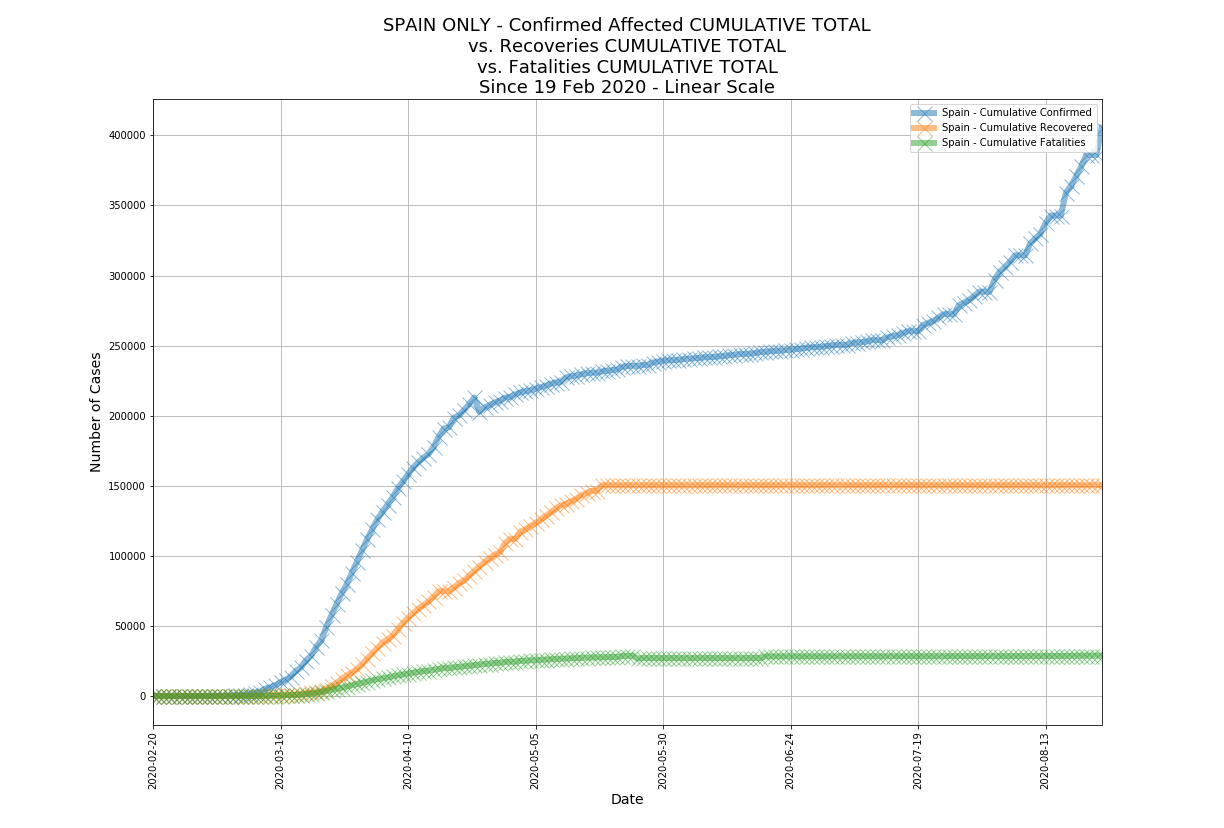 SPAIN ONLY - Confirmed Affected CUMULATIVE TOTAL
vs. Recoveries CUMULATIVE TOTAL
vs. Fatalities CUMULATIVE TOTAL
Since 19 Feb 2020 - Linear Scale
Spain - Cumulative Confirmed
Spain - Cumulative Recovered
Spain - Cumulative Fatalities
Number of Cases
400000
350000
300000
250000
200000
150000
100000
50000
0
2020-02-20
2020-03-16
2020-04-10
2020-05-05
2020-05-30
2020-06-24
2020-07-19
2020-08-13
Date